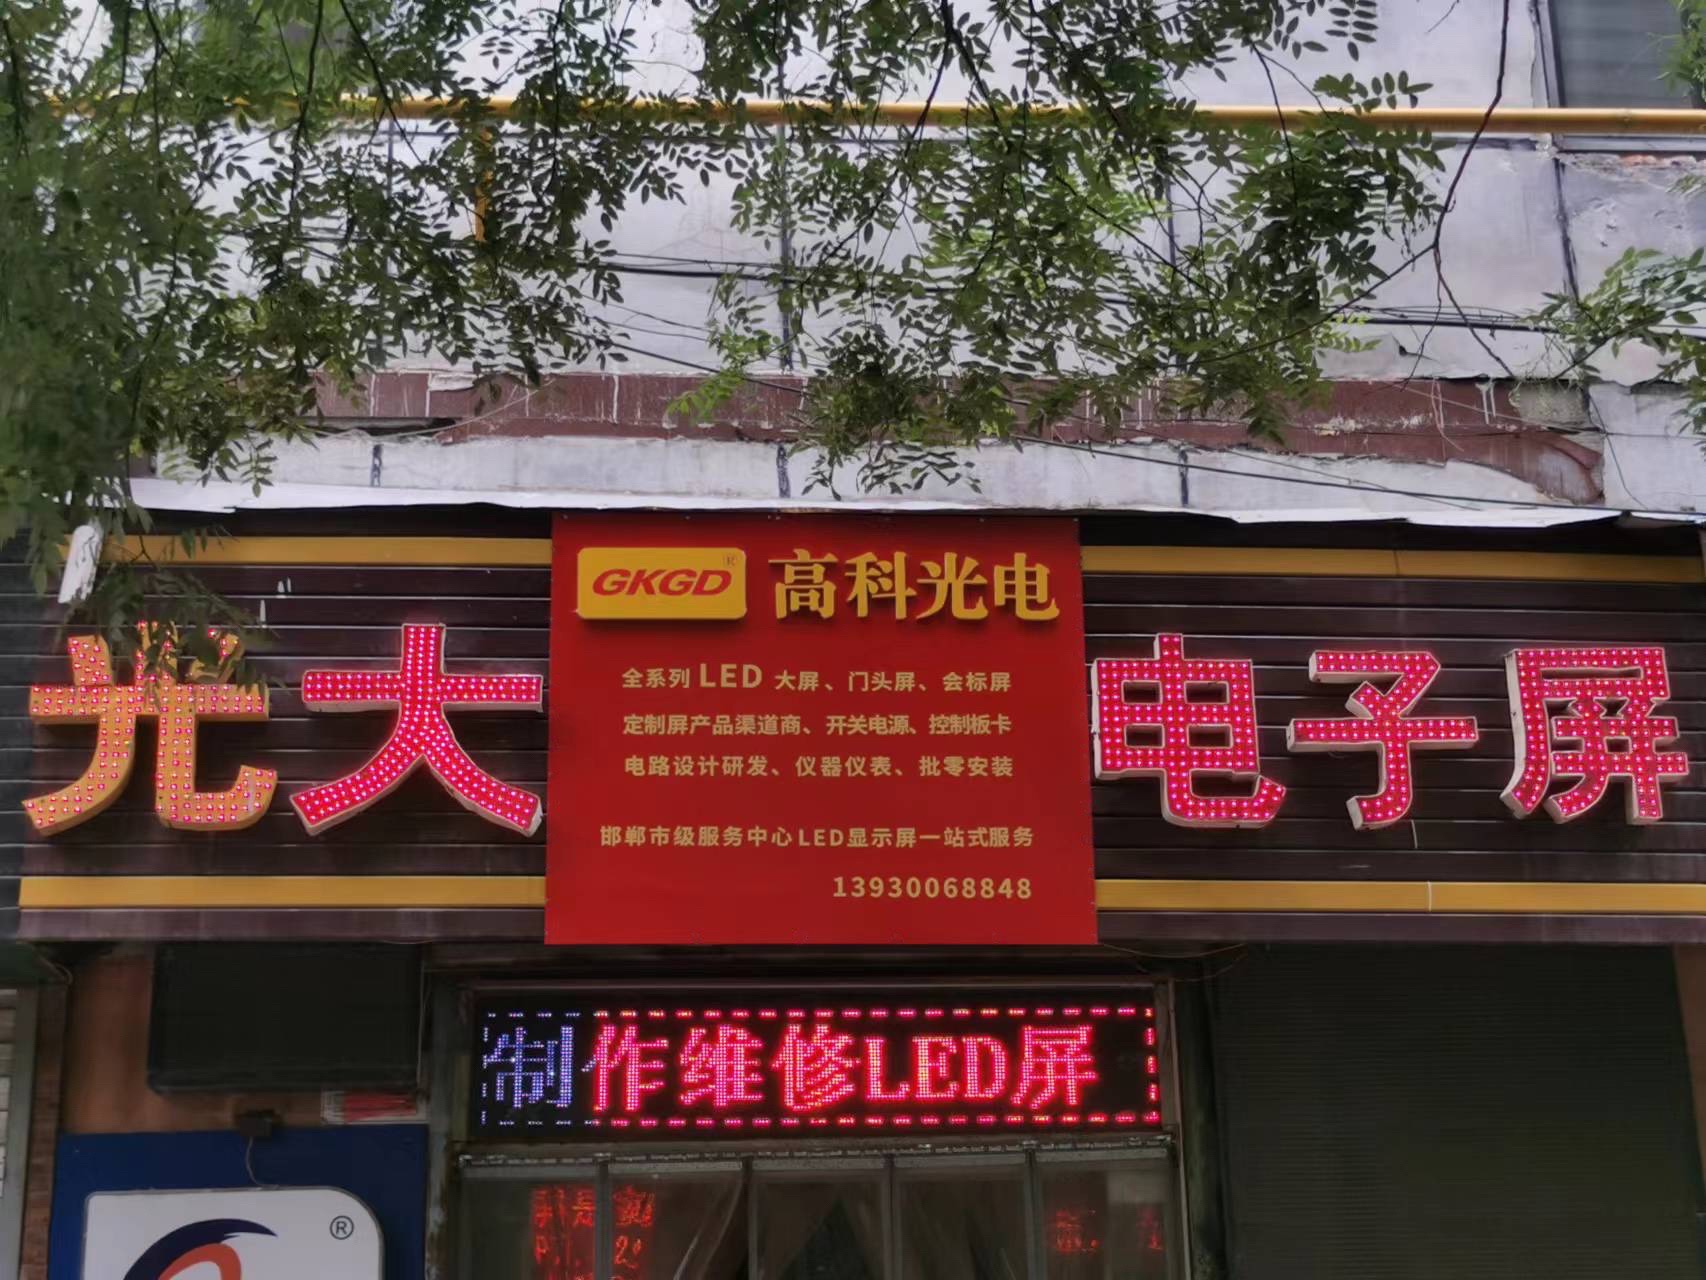 GKGD® 高科光电
光大 电子屏
全系列 LED 大屏、门头屏、会标屏
定制屏产品渠道商、开关电源、控制板卡
电路设计研发、仪器仪表、批零安装
邯郸市级服务中心LED显示屏一站式服务
13930068848
制作维修LED屏
®